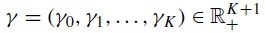 γ = (γ₀, γ₁, . . . , γ_K) ∈ ℝ₊^{K+1}